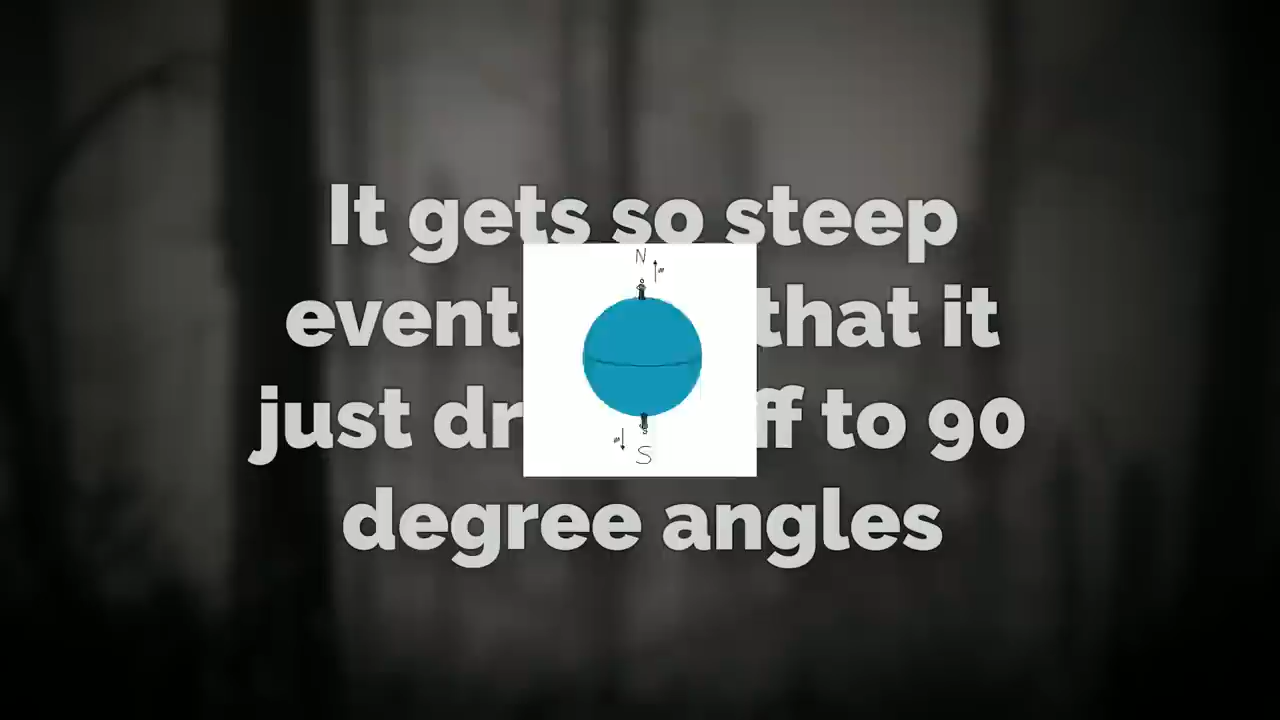 It gets so steep
event that it
just dr ff to 90
degree angles
N
S